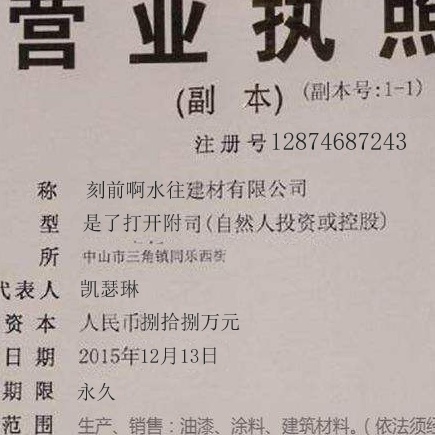 营业执照
(副 本) (副本号:1-1)
注册号12874687243
称 刻前啊水往建材有限公司
型 是了打开附司(自然人投资或控股)
所 中山市三角镇同乐西街
代表人 凯瑟琳
资本 人民币捌拾捌万元
日期 2015年12月13日
期限 永久
范围 生产、销售:油漆、涂料、建筑材料。(依法须经